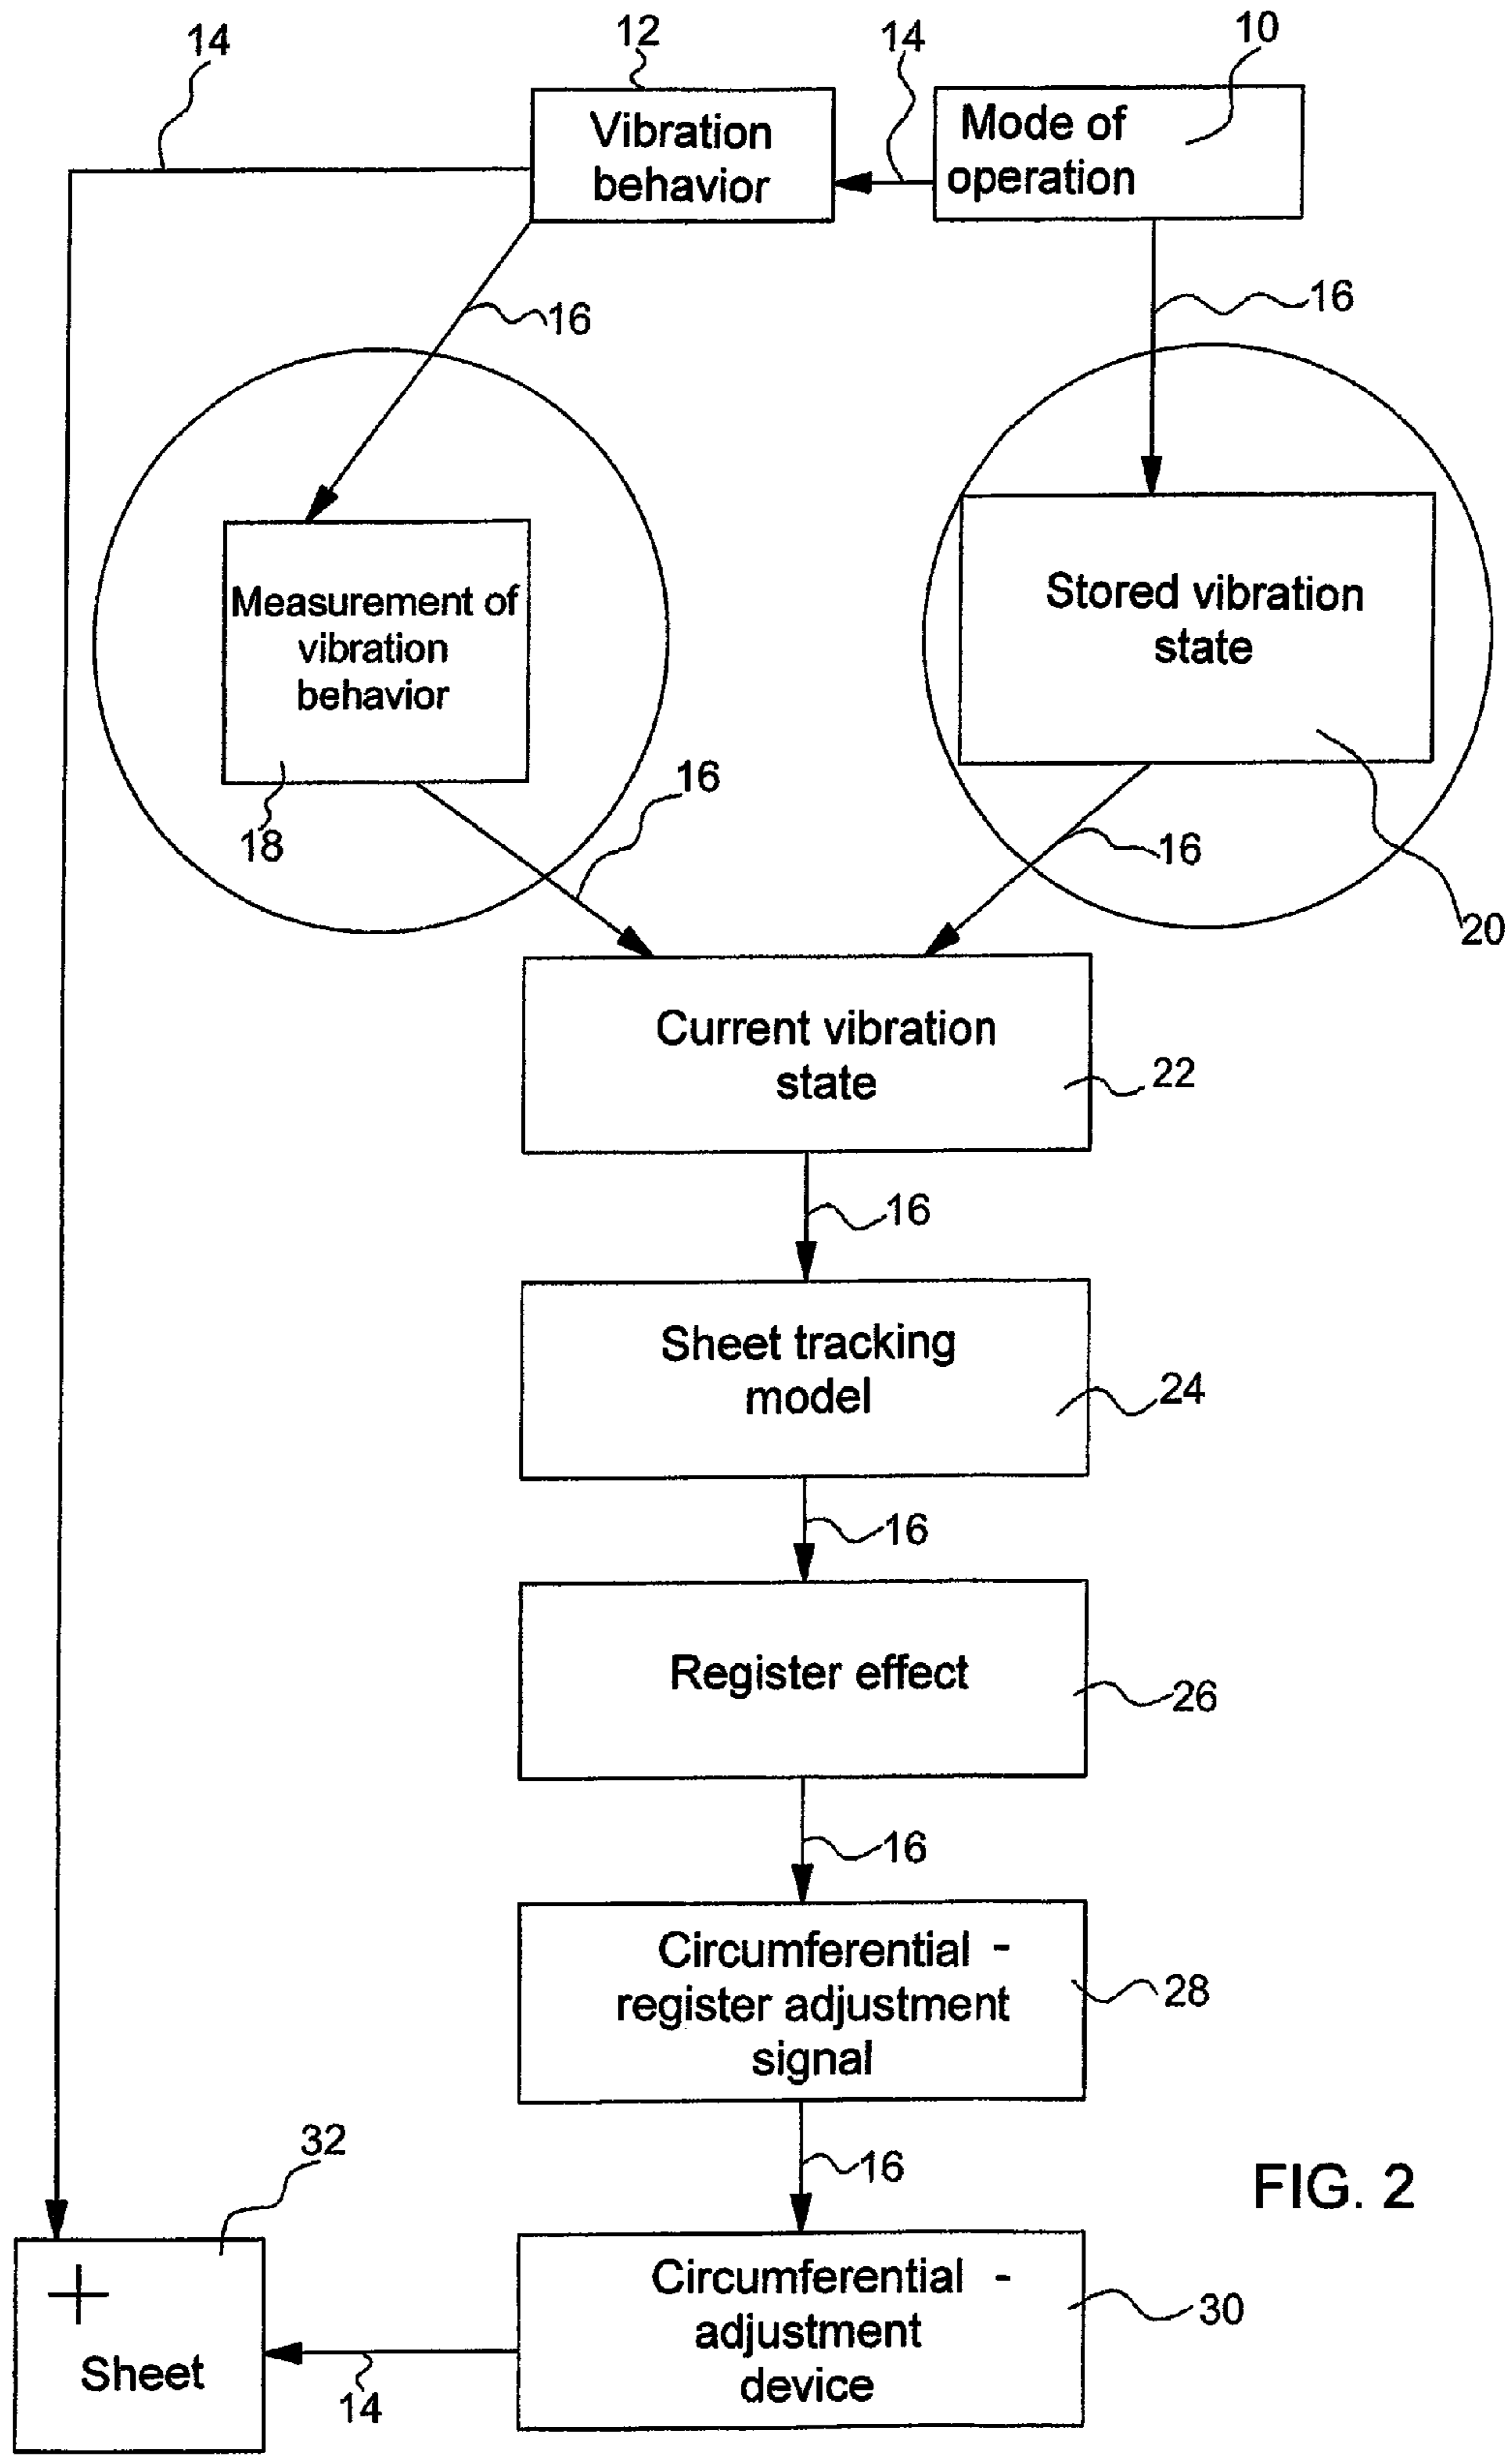 14
12
14
10
Vibration
behavior
Mode of
operation
16
16
Measurement of
vibration
behavior
18
Stored vibration
state
20
16
16
Current vibration
state
22
16
Sheet tracking
model
24
16
Register effect
26
16
Circumferential -
register adjustment
signal
28
16
32
FIG. 2
Sheet
14
Circumferential -
adjustment
device
30